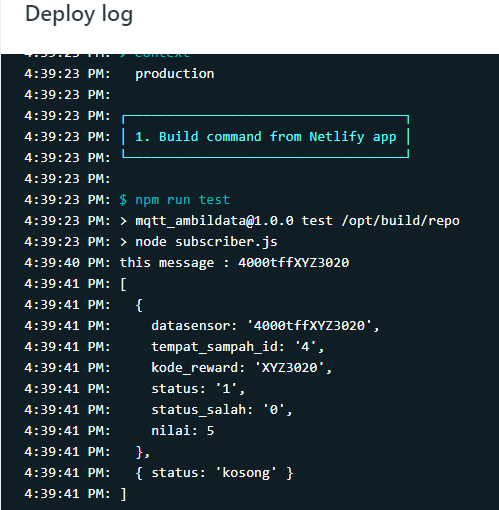 Deploy log
4:39:23 PM: ❯ Context
4:39:23 PM:   production
4:39:23 PM:
4:39:23 PM:
4:39:23 PM: │ 1. Build command from Netlify app │
4:39:23 PM:
4:39:23 PM:
4:39:23 PM: $ npm run test
4:39:23 PM: > mqtt_ambildata@1.0.0 test /opt/build/repo
4:39:23 PM: > node subscriber.js
4:39:40 PM: this message : 4000tffXYZ3020
4:39:41 PM: [
4:39:41 PM:   {
4:39:41 PM:     datasensor: '4000tffXYZ3020',
4:39:41 PM:     tempat_sampah_id: '4',
4:39:41 PM:     kode_reward: 'XYZ3020',
4:39:41 PM:     status: '1',
4:39:41 PM:     status_salah: '0',
4:39:41 PM:     nilai: 5
4:39:41 PM:   },
4:39:41 PM:   { status: 'kosong' }
4:39:41 PM: ]